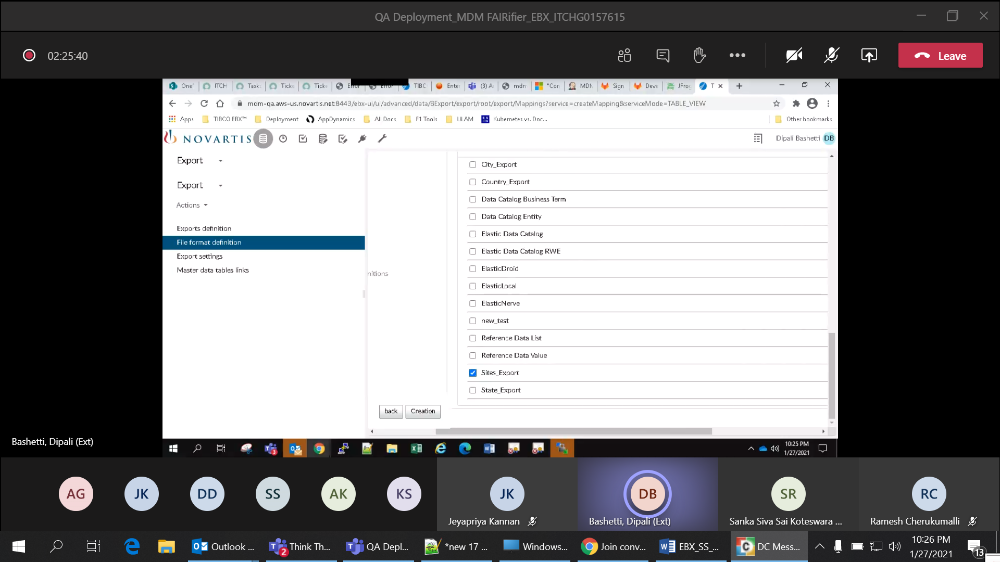 QA Deployment_MDM FAIRifier_EBX_ITCHG0157615
02:25:40
Leave
OneN
ITCH
Task
Ticke
Ticke
Error
Error
TIBC
Ente
(3) A
mdm
"Con
MDM
Sign
Deve
JFrog
T
mdm-qa.aws-us.novartis.net:8443/ebx-ui/ui/advanced/data/BExport/export/root/export/Mappings?service=createMapping&serviceMode=TABLE_VIEW
Apps
TIBCO EBX™
Deployment
AppDynamics
All Docs
F1 Tools
ULAM
Kubernetes vs. Doc...
Other bookmarks
NOVARTIS
Dipali Bashetti DB
Export
Export
Actions
Exports definition
File format definition
Export settings
Master data tables links
nitions
City_Export
Country_Export
Data Catalog Business Term
Data Catalog Entity
Elastic Data Catalog
Elastic Data Catalog RWE
ElasticDroid
ElasticLocal
ElasticNerve
new_test
Reference Data List
Reference Data Value
Sites_Export
State_Export
back
Creation
Bashetti, Dipali (Ext)
3
10:25 PM
1/27/2021
AG
JK
DD
SS
AK
KS
JK
DB
SR
RC
Jeyapriya Kannan
Bashetti, Dipali (Ext)
Sanka Siva Sai Koteswara ...
Ramesh Cherukumalli
Outlook ...
2
Think Th...
QA Depl...
*new 17 ...
Windows...
Join conv...
EBX_SS_...
DC Mess...
10:26 PM
1/27/2021
13